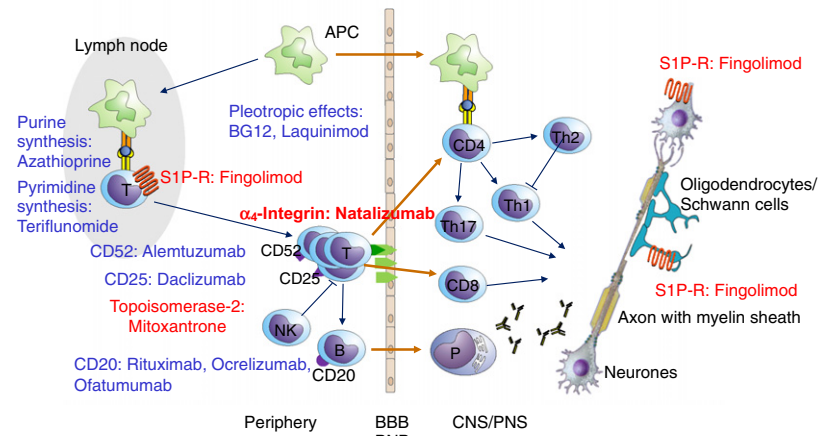 APC
Lymph node
S1P-R: Fingolimod
Pleotropic effects:
BG12, Laquinimod
Purine
synthesis:
Azathioprine
CD4
Th2
T
S1P-R: Fingolimod
Pyrimidine
synthesis:
Teriflunomide
Oligodendrocytes/
Schwann cells
Th1
α4-Integrin: Natalizumab
Th17
CD52: Alemtuzumab
CD52
T
CD25: Daclizumab
CD25
CD8
S1P-R: Fingolimod
Topoisomerase-2:
Mitoxantrone
Axon with myelin sheath
NK
B
P
CD20: Rituximab, Ocrelizumab,
Ofatumumab
CD20
Neurones
Periphery
BBB
CNS/PNS